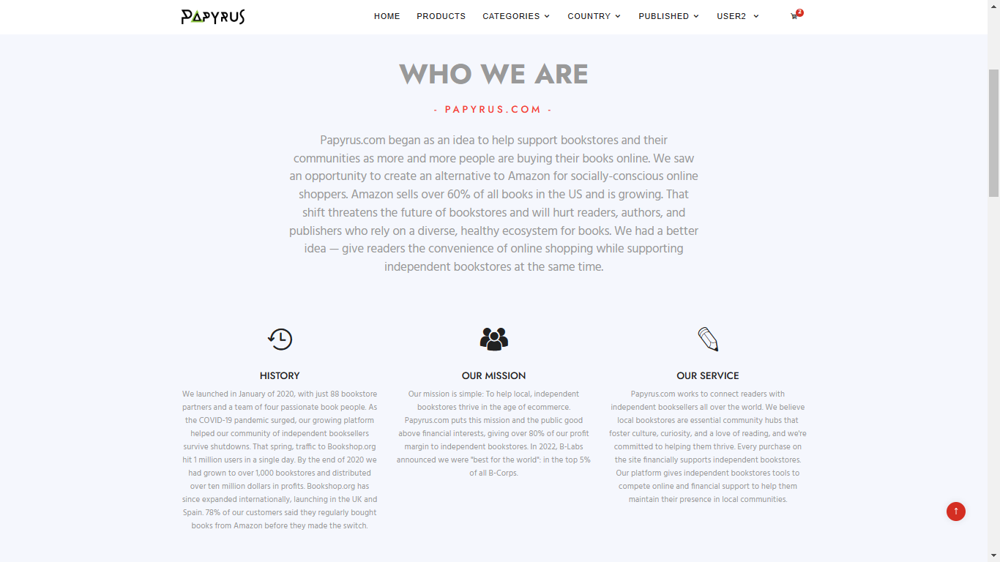 PAPYRUS
HOME PRODUCTS CATEGORIES COUNTRY PUBLISHED USER2 2
WHO WE ARE
- PAPYRUS.COM -
Papyrus.com began as an idea to help support bookstores and their
communities as more and more people are buying their books online. We saw
an opportunity to create an alternative to Amazon for socially-conscious online
shoppers. Amazon sells over 60% of all books in the US and is growing. That
shift threatens the future of bookstores and will hurt readers, authors, and
publishers who rely on a diverse, healthy ecosystem for books. We had a better
idea — give readers the convenience of online shopping while supporting
independent bookstores at the same time.
HISTORY
We launched in January of 2020, with just 88 bookstore
partners and a team of four passionate book people. As
the COVID-19 pandemic surged, our growing platform
helped our community of independent booksellers
survive shutdowns. That spring, traffic to Bookshop.org
hit 1 million users in a single day. By the end of 2020 we
had grown to over 1,000 bookstores and distributed
over ten million dollars in profits. Bookshop.org has
since expanded internationally, launching in the UK and
Spain. 78% of our customers said they regularly bought
books from Amazon before they made the switch.
OUR MISSION
Our mission is simple: To help local, independent
bookstores thrive in the age of ecommerce.
Papyrus.com puts this mission and the public good
above financial interests, giving over 80% of our profit
margin to independent bookstores. In 2022, B-Labs
announced we were "best for the world": in the top 5%
of all B-Corps.
OUR SERVICE
Papyrus.com works to connect readers with
independent booksellers all over the world. We believe
local bookstores are essential community hubs that
foster culture, curiosity, and a love of reading, and we're
committed to helping them thrive. Every purchase on
the site financially supports independent bookstores.
Our platform gives independent bookstores tools to
compete online and financial support to help them
maintain their presence in local communities.